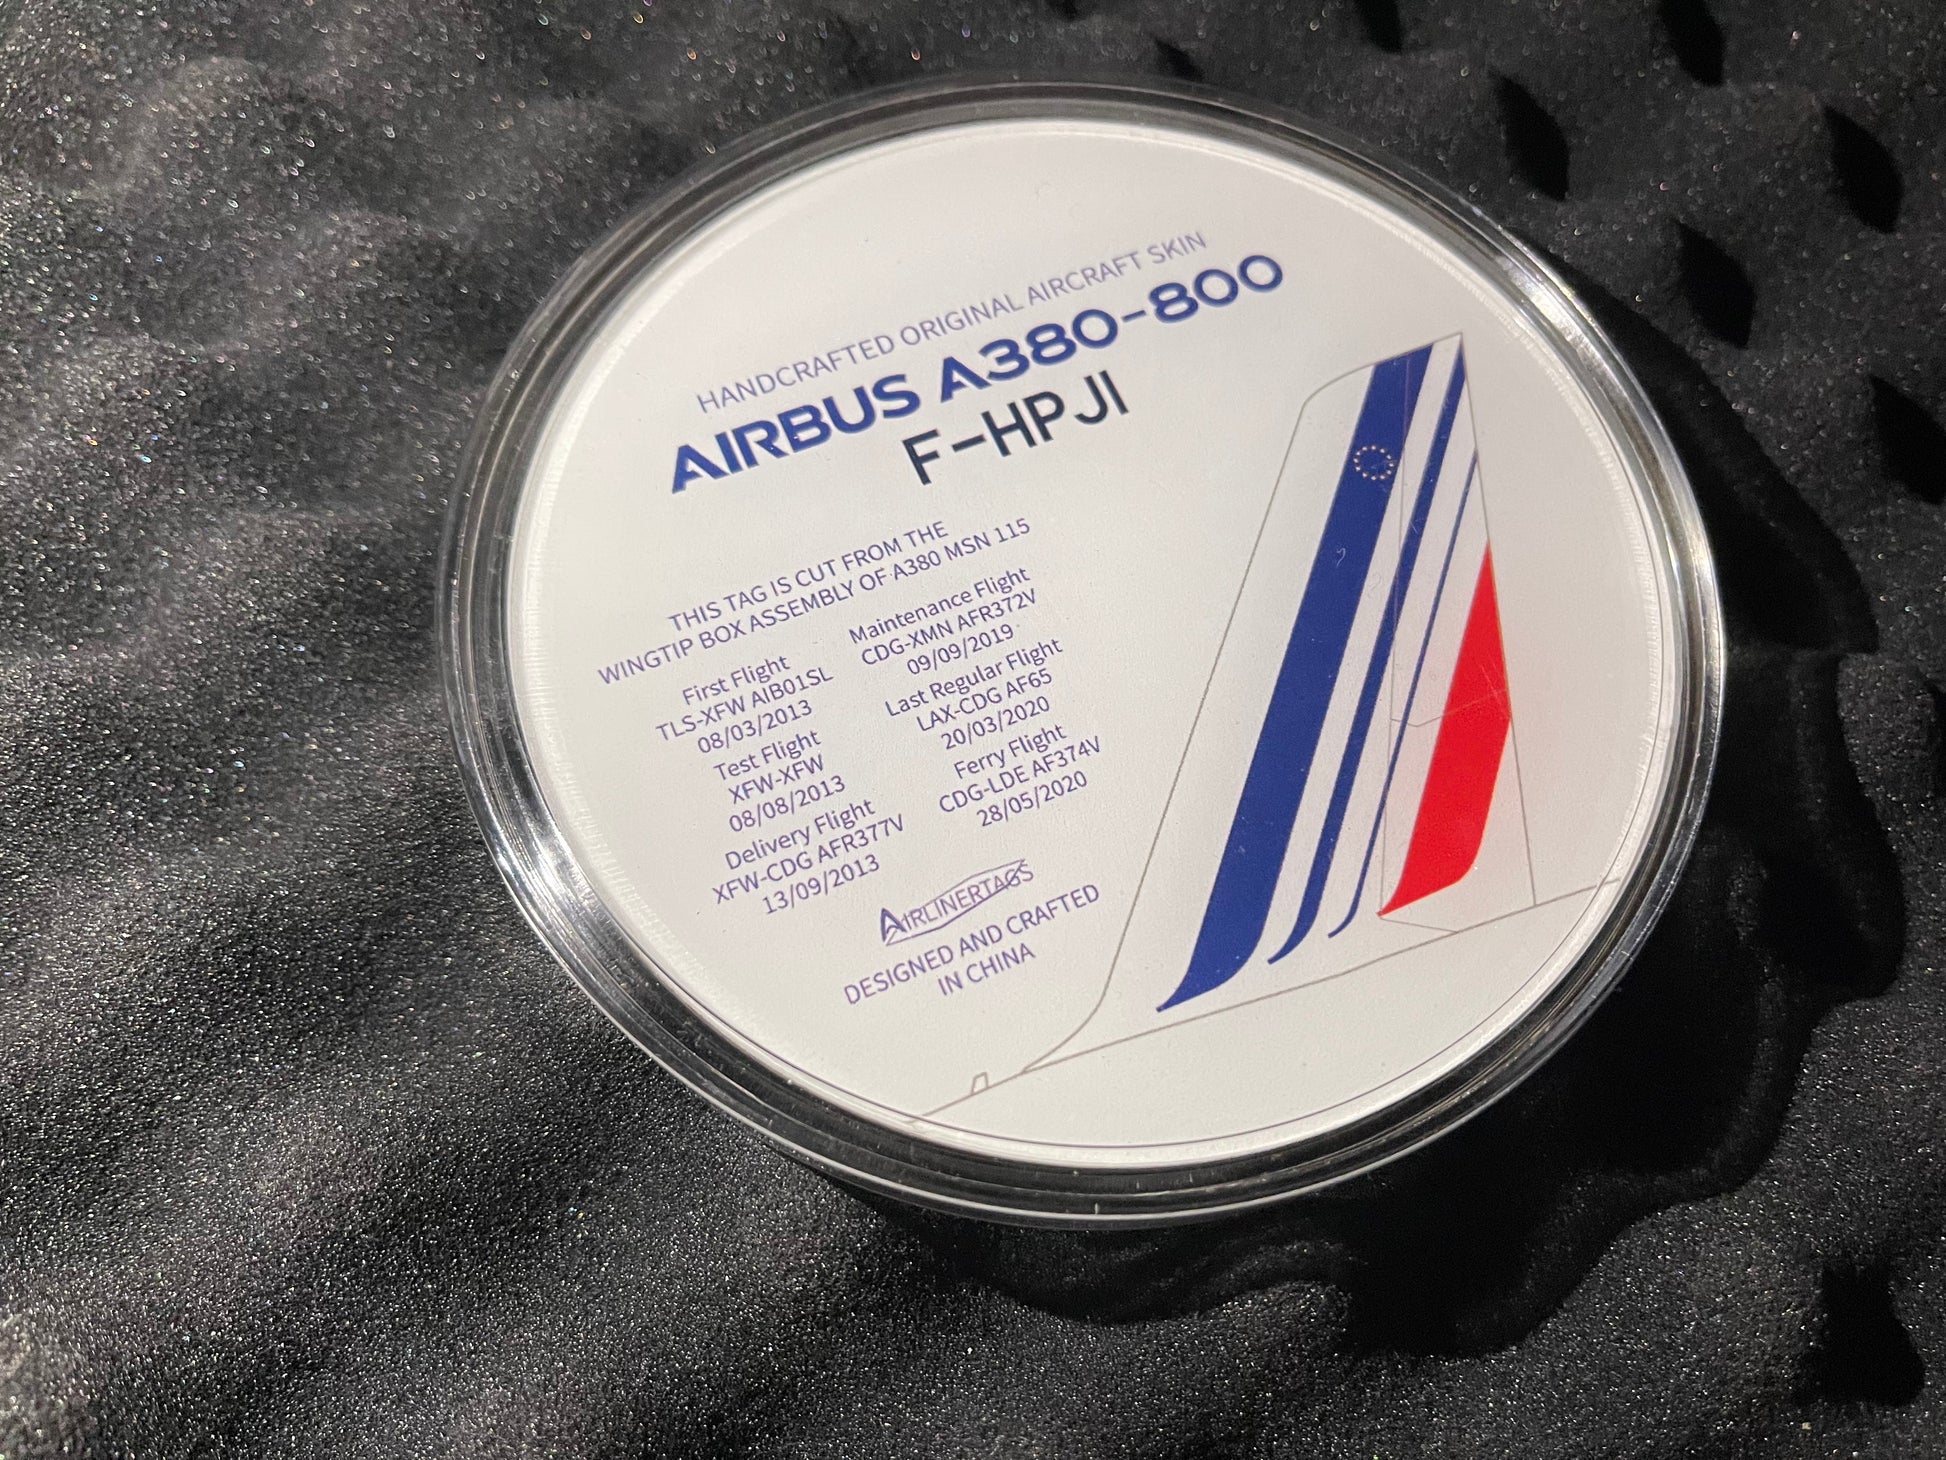 HANDCRAFTED ORIGINAL AIRCRAFT SKIN
AIRBUS A380-800
F-HPJI
THIS TAG IS CUT FROM THE
WINGTIP BOX ASSEMBLY OF A380 MSN 115
First Flight
TLS-XFW AIB01SL
08/03/2013
Test Flight
XFW-XFW
08/08/2013
Delivery Flight
XFW-CDG AFR377V
13/09/2013
Maintenance Flight
CDG-XMN AFR372V
09/09/2019
Last Regular Flight
LAX-CDG AF65
20/03/2020
Ferry Flight
CDG-LDE AF374V
28/05/2020
AIRLINERTAGS
DESIGNED AND CRAFTED
IN CHINA